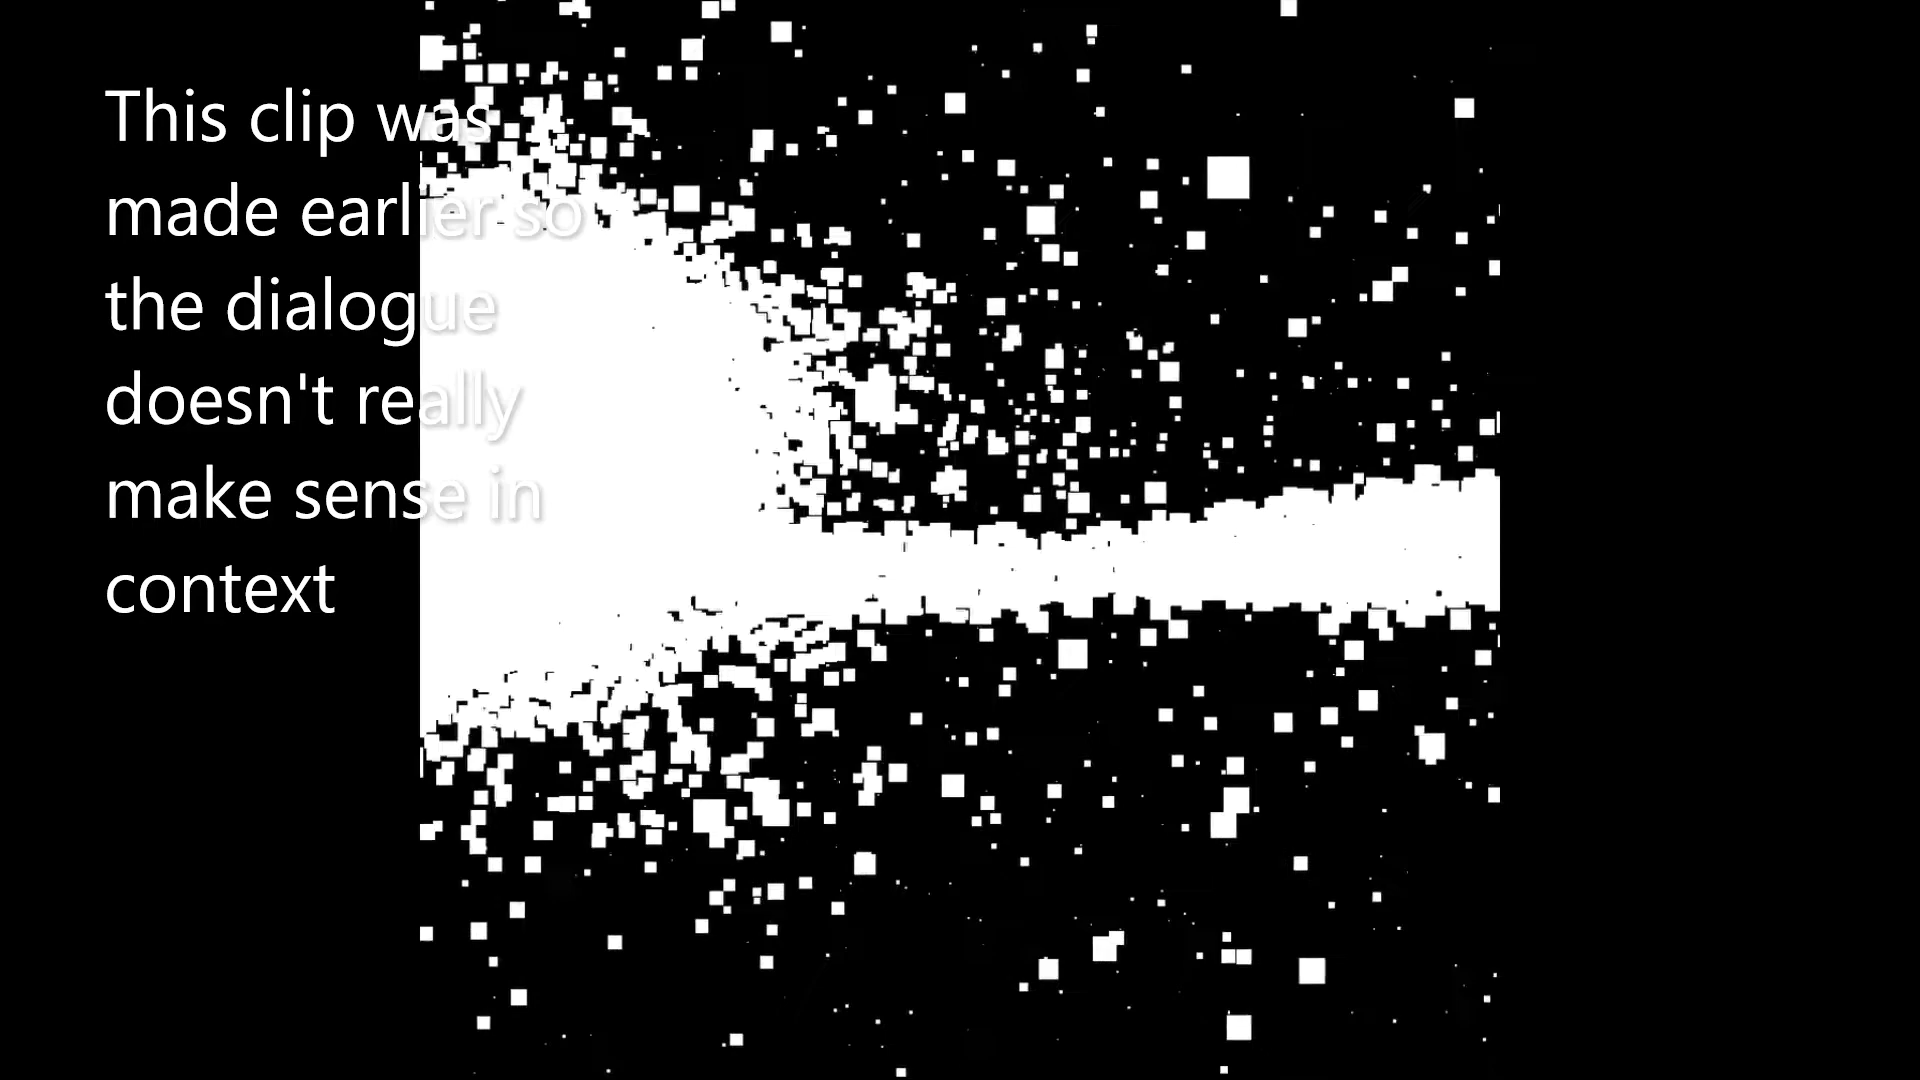 This clip was
made earlier so
the dialogue
doesn't really
make sense in
context